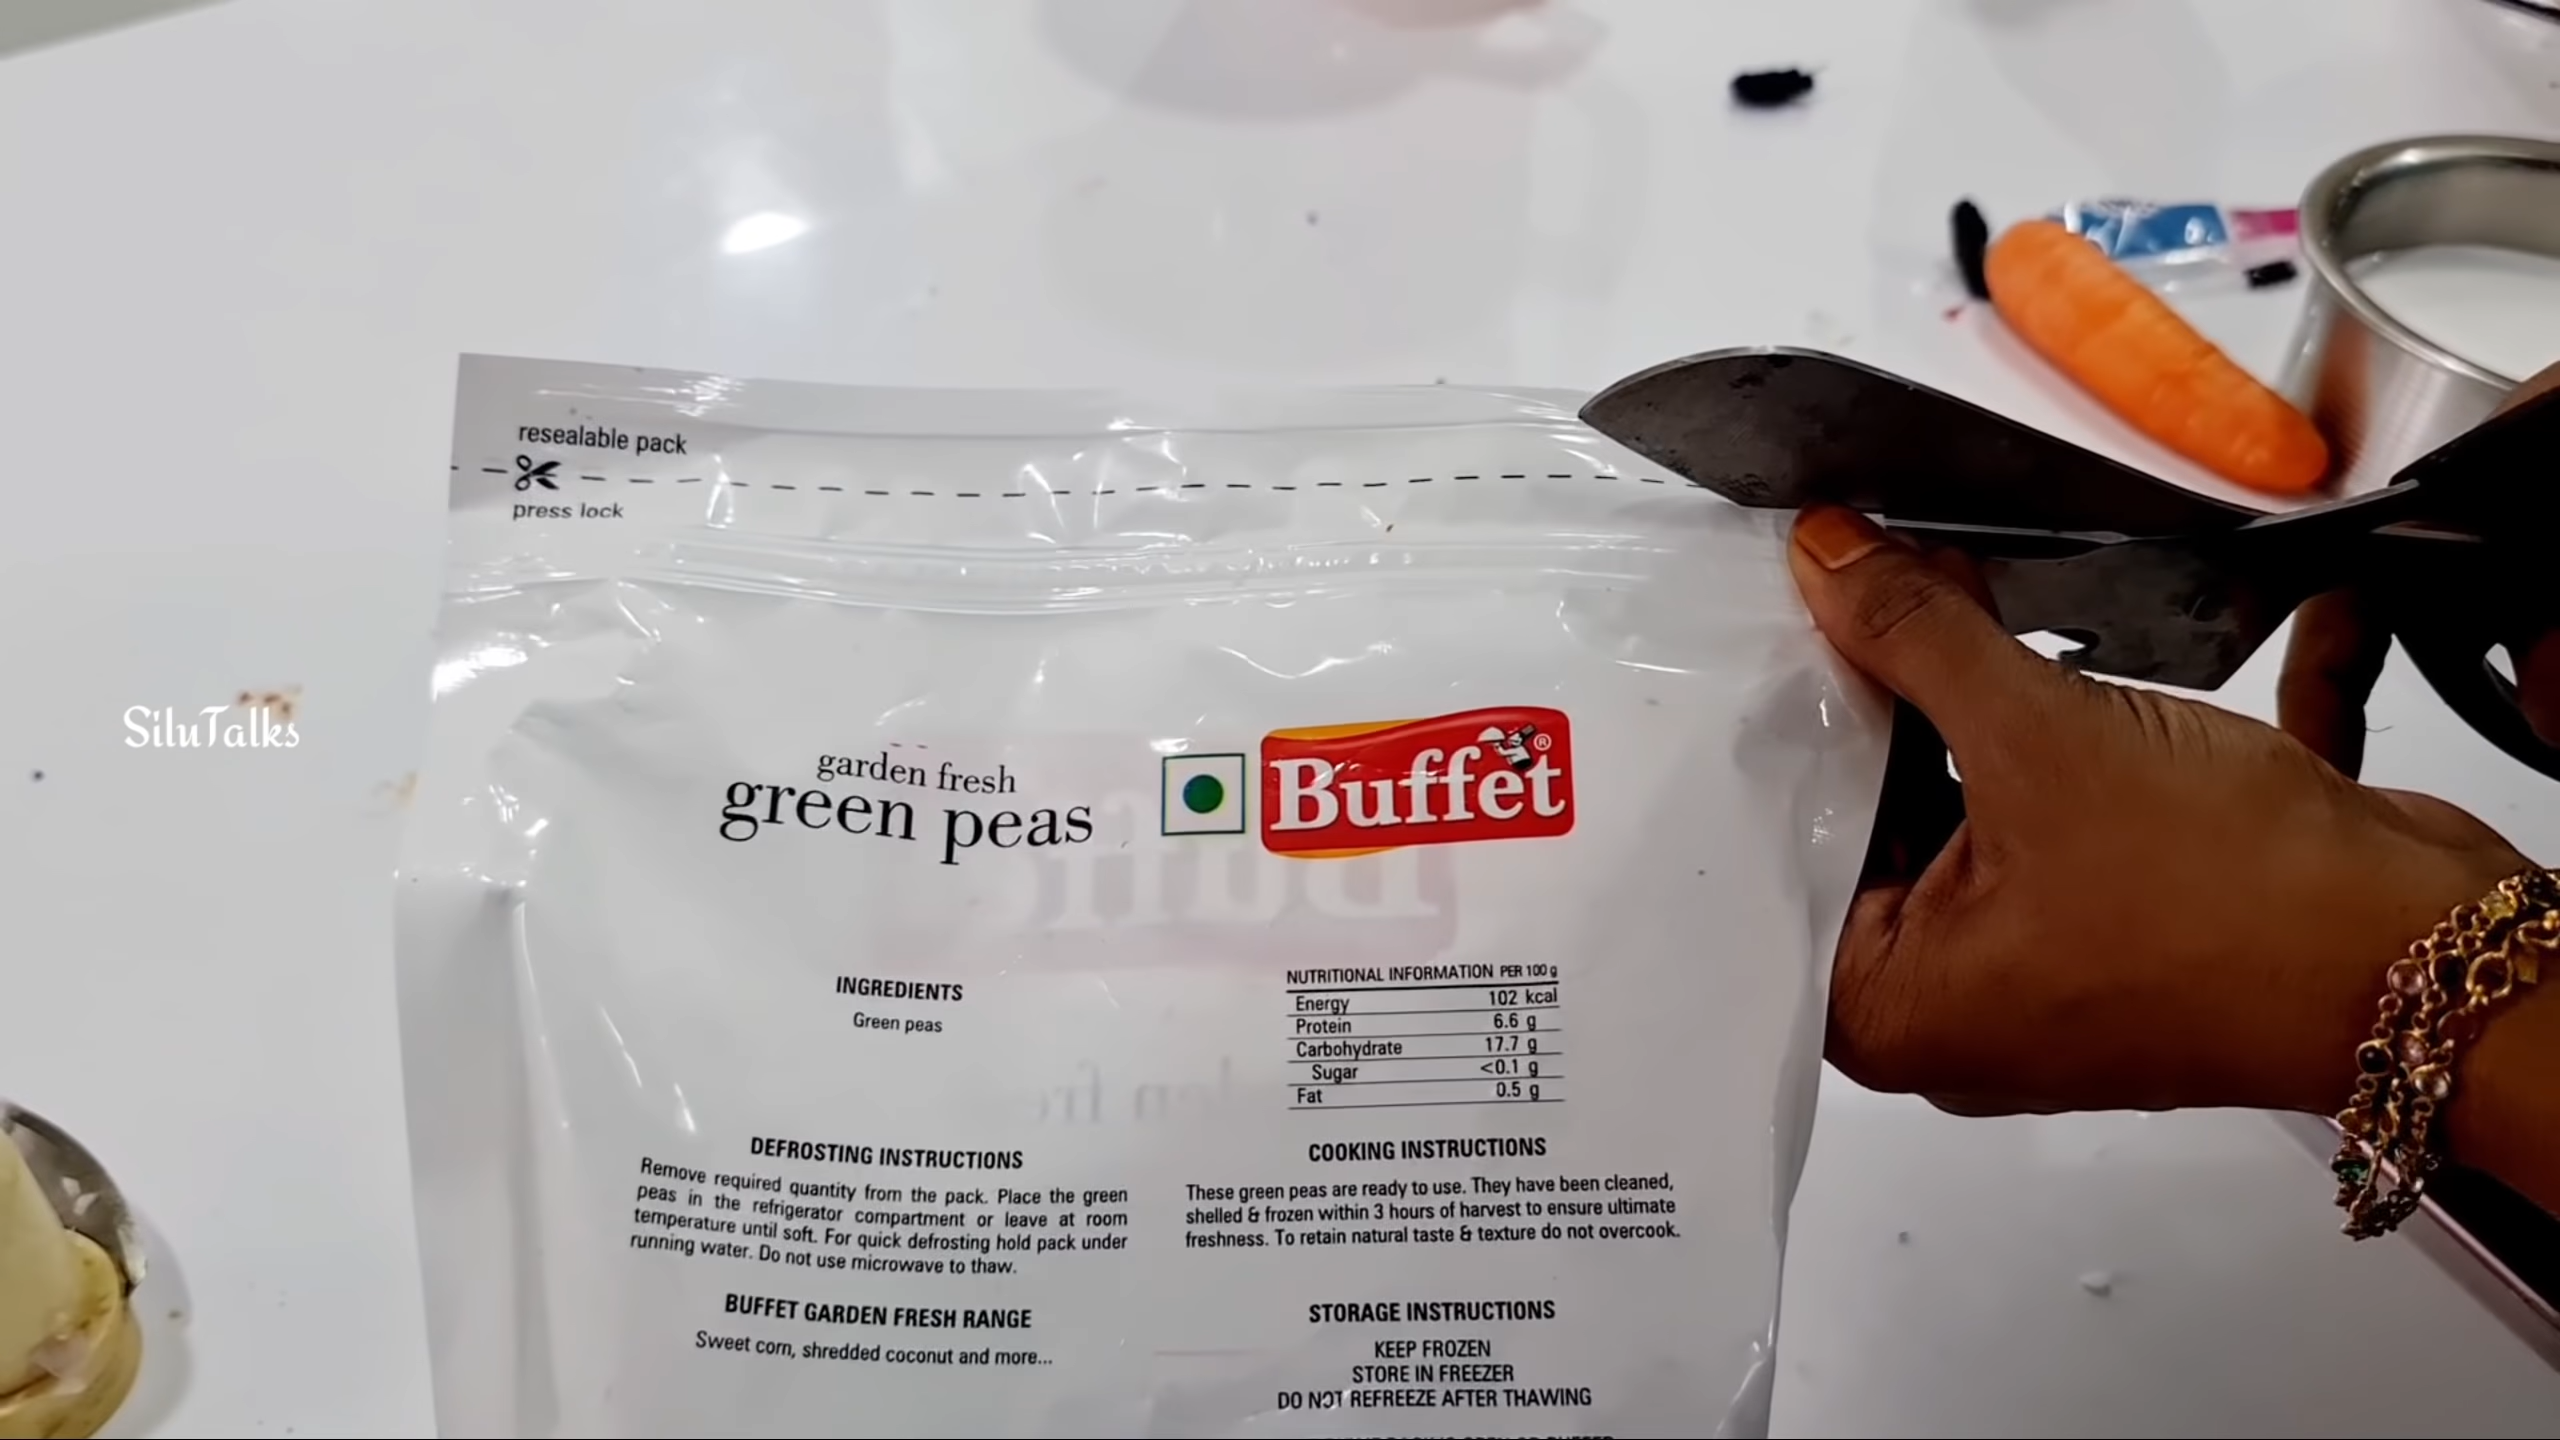 resealable pack
press lock
SiluTalks
garden fresh
green peas
Buffet®
INGREDIENTS
Green peas
NUTRITIONAL INFORMATION PER 100 g
Energy 102 kcal
Protein 6.6 g
Carbohydrate 17.7 g
Sugar <0.1 g
Fat 0.5 g
DEFROSTING INSTRUCTIONS
Remove required quantity from the pack. Place the green
peas in the refrigerator compartment or leave at room
temperature until soft. For quick defrosting hold pack under
running water. Do not use microwave to thaw.
COOKING INSTRUCTIONS
These green peas are ready to use. They have been cleaned,
shelled & frozen within 3 hours of harvest to ensure ultimate
freshness. To retain natural taste & texture do not overcook.
BUFFET GARDEN FRESH RANGE
Sweet corn, shredded coconut and more...
STORAGE INSTRUCTIONS
KEEP FROZEN
STORE IN FREEZER
DO NOT REFREEZE AFTER THAWING